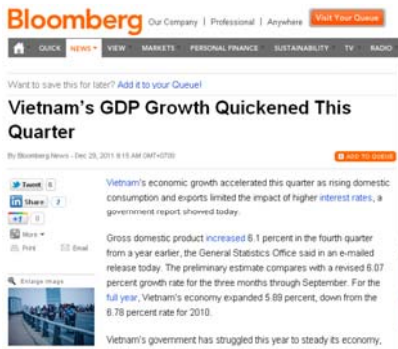 Bloomberg Our Company | Professional | Anywhere Visit Your Queue
QUICK NEWS VIEW MARKETS PERSONAL FINANCE SUSTAINABILITY TV RADIO
Want to save this for later? Add it to your Queue!
Vietnam's GDP Growth Quickened This
Quarter
By Bloomberg News - Dec 29, 2011 9:15 AM GMT+0700
ADD TO QUEUE
Tweet 6
Share 2
+1 0
More
Print Email
Enlarge image
Vietnam's economic growth accelerated this quarter as rising domestic
consumption and exports limited the impact of higher interest rates, a
government report showed today.
Gross domestic product increased 6.1 percent in the fourth quarter
from a year earlier, the General Statistics Office said in an e-mailed
release today. The preliminary estimate compares with a revised 6.07
percent growth rate for the three months through September. For the
full year, Vietnam's economy expanded 5.89 percent, down from the
6.78 percent rate for 2010.
Vietnam's government has struggled this year to steady its economy,